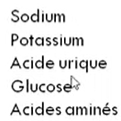 Sodium
Potassium
Acide urique
Glucose
Acides aminés